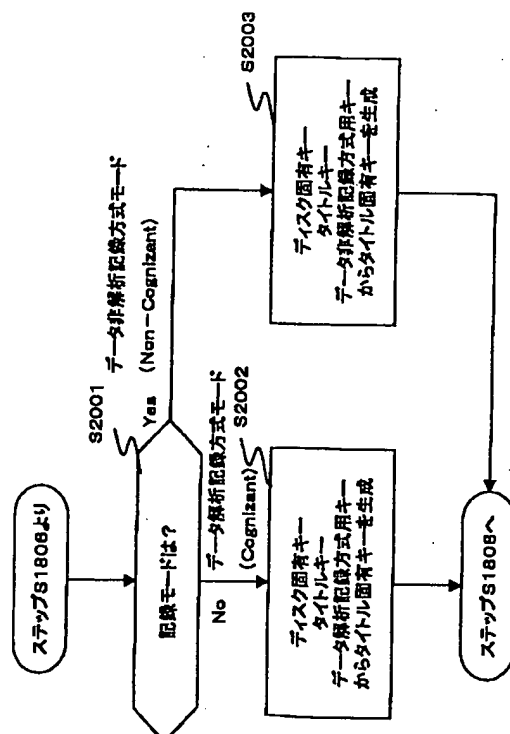 ステップS1806より
S2001
記録モードは?
Yes
データ非解析記録方式モード
(Non-Cognizant)
No
データ解析記録方式モード
(Cognizant)
S2002
ディスク固有キー
タイトルキー
データ解析記録方式用キー
からタイトル固有キーを生成
S2003
ディスク固有キー
タイトルキー
データ非解析記録方式用キー
からタイトル固有キーを生成
ステップS1808へ